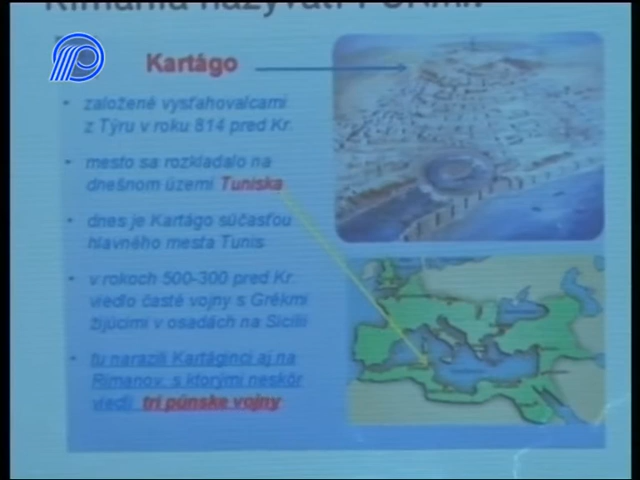 Rimania nazývali Púnmi.
Kartágo
• založené vysťahovalcami
z Týru v roku 814 pred Kr.
• mesto sa rozkladalo na
dnešnom území Tuniska
• dnes je Kartágo súčasťou
hlavného mesta Tunis
• v rokoch 500-300 pred Kr.
viedlo časté vojny s Grékmi
žijúcimi v osadách na Sicílii
• tu narazili Kartáginci aj na
Rimanov, s ktorými neskôr
viedli tri púnske vojny